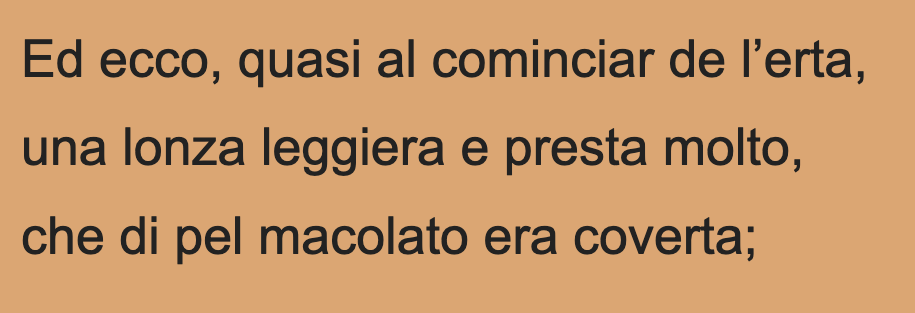 Ed ecco, quasi al cominciar de l’erta,
una lonza leggiera e presta molto,
che di pel macolato era coverta;